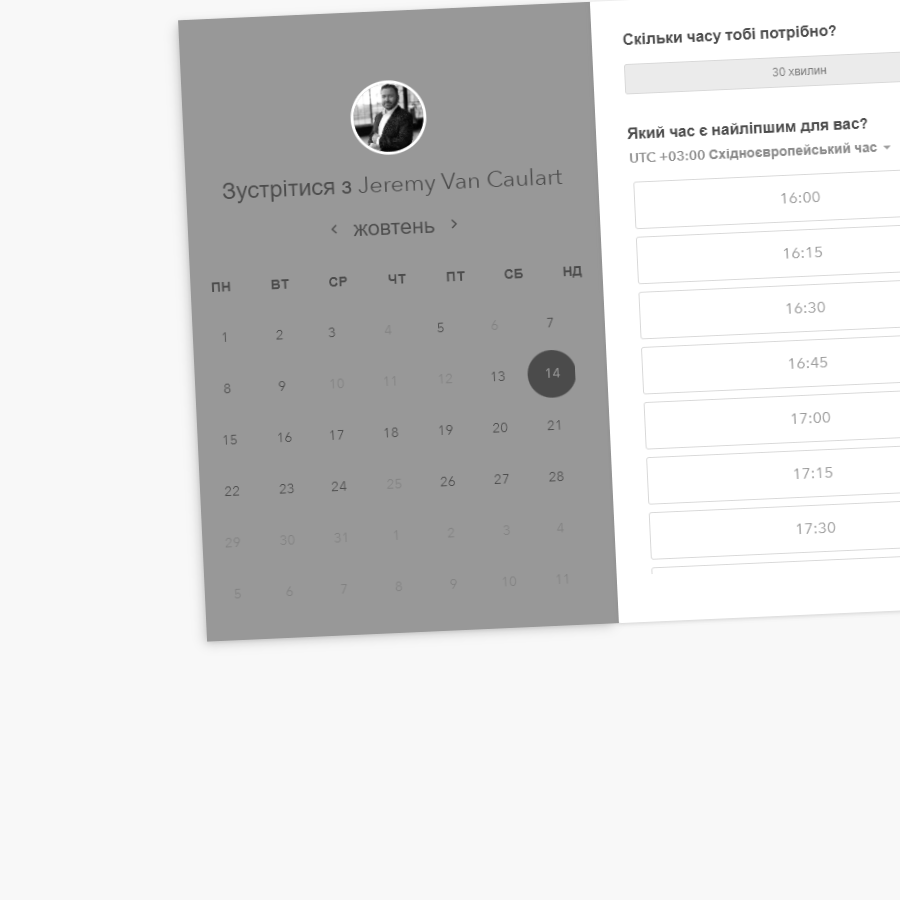 Зустрітися з Jeremy Van Caulart
жовтень
ПН ВТ СР ЧТ ПТ СБ НД
1 2 3 4 5 6 7
8 9 10 11 12 13 14
15 16 17 18 19 20 21
22 23 24 25 26 27 28
29 30 31 1 2 3 4
5 6 7 8 9 10 11
Скільки часу тобі потрібно?
30 хвилин
Який час є найліпшим для вас?
UTC +03:00 Східноєвропейський час
16:00
16:15
16:30
16:45
17:00
17:15
17:30